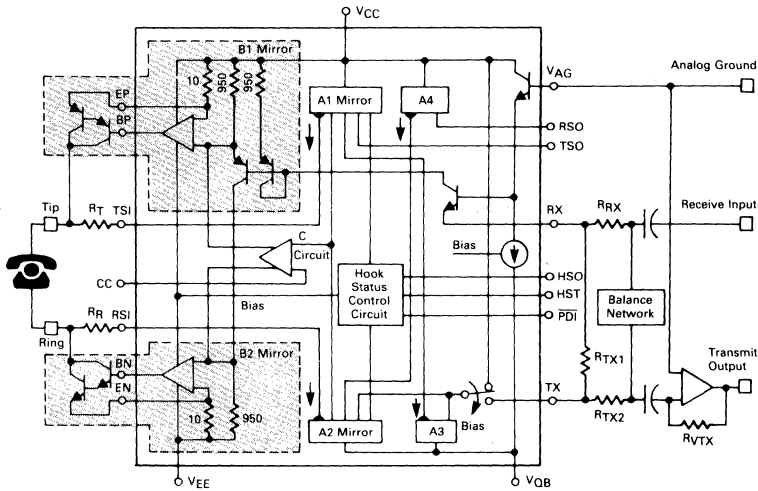 VCC
B1 Mirror
10
950
950
VAG
Analog Ground
EP
BP
A1 Mirror
A4
RSO
TSO
Tip
RT
TSI
RX
RRX
Receive Input
C
Circuit
Bias
CC
Bias
Hook
Status
Control
Circuit
HSO
HST
PDI
Balance
Network
RR
RSI
Ring
BN
EN
B2 Mirror
10
950
RTX1
Transmit
Output
TX
RTX2
Bias
A2 Mirror
A3
RVTX
VEE
VQB